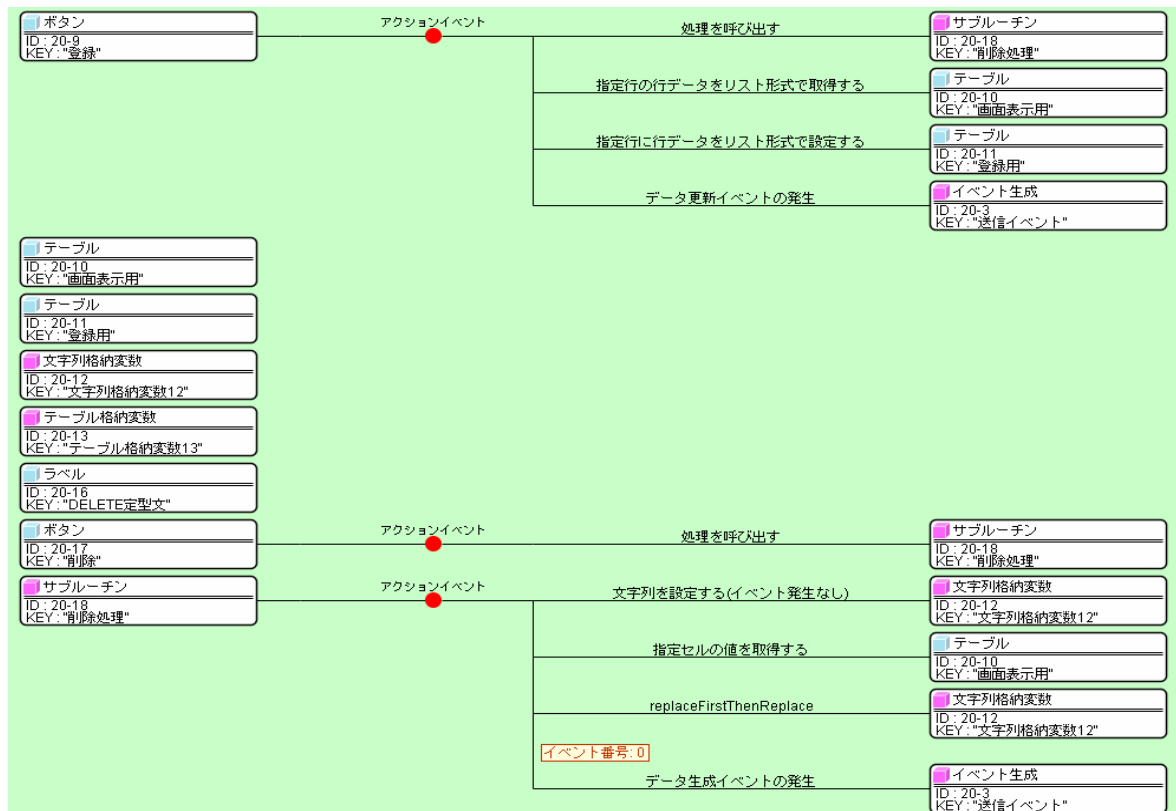 ボタン
ID : 20-9
KEY : "登録"
アクションイベント
処理を呼び出す
サブルーチン
ID : 20-18
KEY : "削除処理"
指定行の行データをリスト形式で取得する
テーブル
ID : 20-10
KEY : "画面表示用"
指定行に行データをリスト形式で設定する
テーブル
ID : 20-11
KEY : "登録用"
データ更新イベントの発生
イベント生成
ID : 20-3
KEY : "送信イベント"
テーブル
ID : 20-10
KEY : "画面表示用"
テーブル
ID : 20-11
KEY : "登録用"
文字列格納変数
ID : 20-12
KEY : "文字列格納変数12"
テーブル格納変数
ID : 20-13
KEY : "テーブル格納変数13"
ラベル
ID : 20-16
KEY : "DELETE定型文"
ボタン
ID : 20-17
KEY : "削除"
アクションイベント
処理を呼び出す
サブルーチン
ID : 20-18
KEY : "削除処理"
サブルーチン
ID : 20-18
KEY : "削除処理"
アクションイベント
文字列を設定する(イベント発生なし)
文字列格納変数
ID : 20-12
KEY : "文字列格納変数12"
指定セルの値を取得する
テーブル
ID : 20-10
KEY : "画面表示用"
replaceFirstThenReplace
文字列格納変数
ID : 20-12
KEY : "文字列格納変数12"
イベント番号: 0
データ生成イベントの発生
イベント生成
ID : 20-3
KEY : "送信イベント"